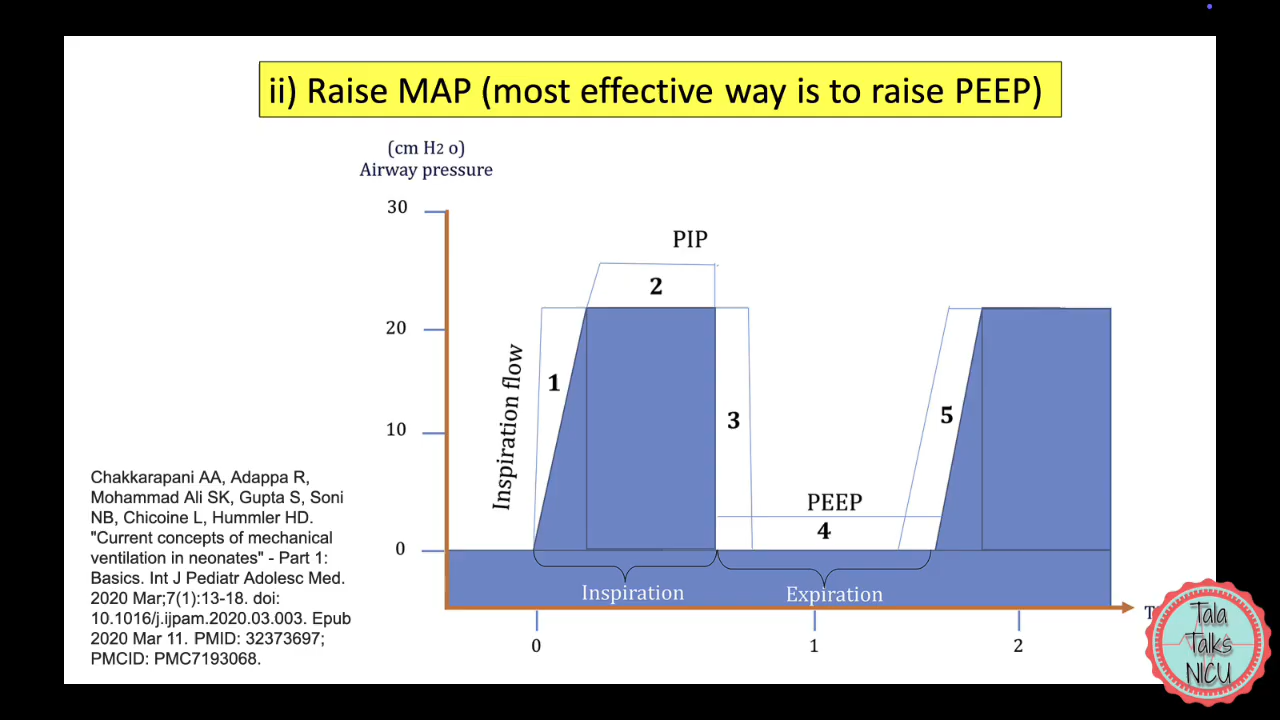 ii) Raise MAP (most effective way is to raise PEEP)
(cm H2 o)
Airway pressure
30
PIP
2
20
Inspiration flow
1
3
5
10
PEEP
4
0
Inspiration
Expiration
0
1
2
T
Chakkarapani AA, Adappa R,
Mohammad Ali SK, Gupta S, Soni
NB, Chicoine L, Hummler HD.
"Current concepts of mechanical
ventilation in neonates" - Part 1:
Basics. Int J Pediatr Adolesc Med.
2020 Mar;7(1):13-18. doi:
10.1016/j.ijpam.2020.03.003. Epub
2020 Mar 11. PMID: 32373697;
PMCID: PMC7193068.
Tala
Talks
NICU